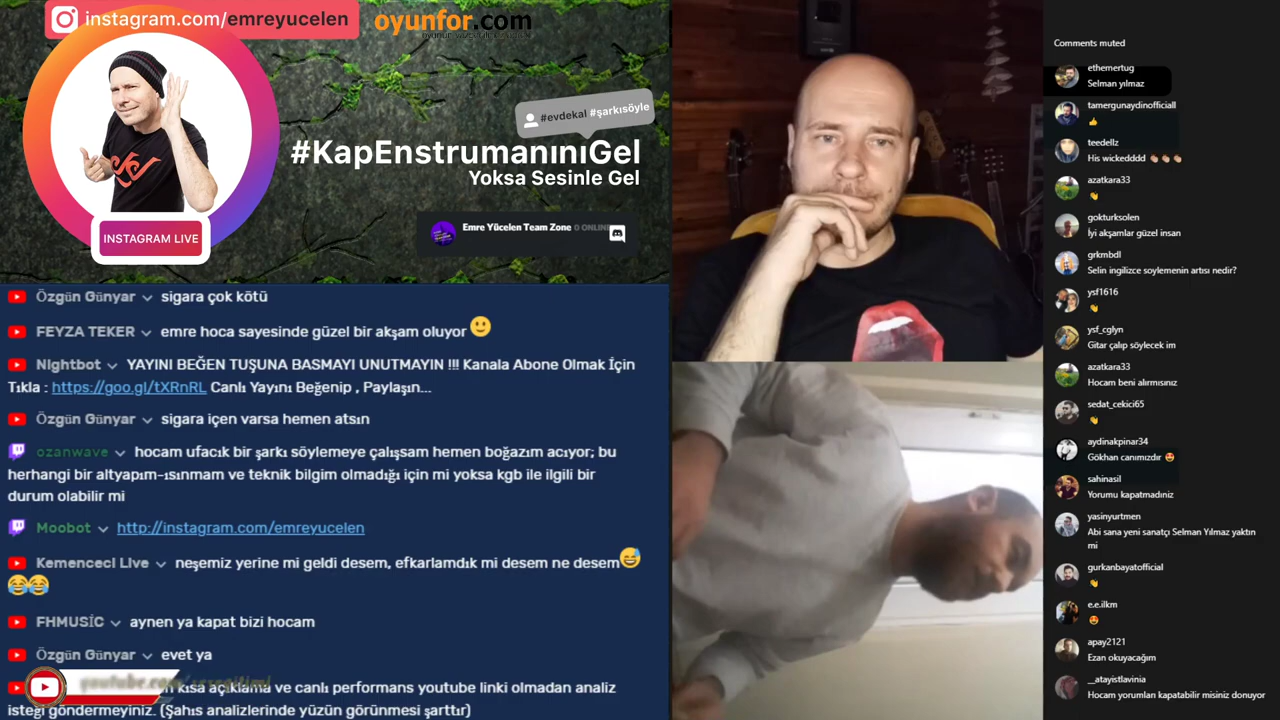 instagram.com/emreyucelen
oyunfor.com
#evdekal #şarkısöyle
#KapEnstrumanınıGel
Yoksa Sesinle Gel
INSTAGRAM LIVE
Emre Yücelen Team Zone 0 ONLINE
Özgün Günyar sigara çok kötü
FEYZA TEKER emre hoca sayesinde güzel bir akşam oluyor 🙂
Nightbot YAYINI BEĞEN TUŞUNA BASMAYI UNUTMAYIN !!! Kanala Abone Olmak İçin
Tıkla : https://goo.gl/tXRnRL Canlı Yayını Beğenip , Paylaşın...
Özgün Günyar sigara içen varsa hemen atsın
ozanwave hocam ufacık bir şarkı söylemeye çalışsam hemen boğazım acıyor; bu
herhangi bir altyapım-ısınmam ve teknik bilgim olmadığı için mi yoksa kgb ile ilgili bir
durum olabilir mi
Moobot http://instagram.com/emreyucelen
Kemenceci Live neşemiz yerine mi geldi desem, efkarlamdık mi desem ne desem😅
😂😂
FHMUSİC aynen ya kapat bizi hocam
Özgün Günyar evet ya
kısa açıklama ve canlı performans youtube linki olmadan analiz
isteği göndermeyiniz. (Şahıs analizlerinde yüzün görünmesi şarttır)
Comments muted
ethemertug
Selman yılmaz
tamergunaydinofficiall
👍
teedellz
His wickedddd 👏🏼👏🏼👏🏼
azatkara33
👏
gokturksolen
İyi akşamlar güzel insan
grkmbdl
Selin ingilizce soylemenin artısı nedir?
ysf1616
👏
ysf_cglyn
Gitar çalıp söylecek im
azatkara33
Hocam beni alırmısınız
sedat_cekici65
👏
aydinakpinar34
Gökhan canımızdır 😍
sahinasil
Yorumu kapatmadınız
yasinyurtmen
Abi sana yeni sanatçı Selman Yılmaz yaktın
mi
gurkanbayatofficial
👏
e.e.ilkm
😍
apay2121
Ezan okuyacağım
__atayistlavinia
Hocam yorumları kapatabilir misiniz donuyor